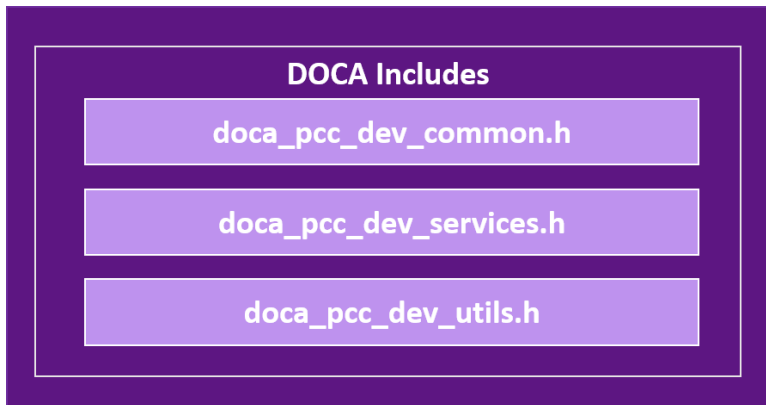 DOCA Includes
doca_pcc_dev_common.h
doca_pcc_dev_services.h
doca_pcc_dev_utils.h